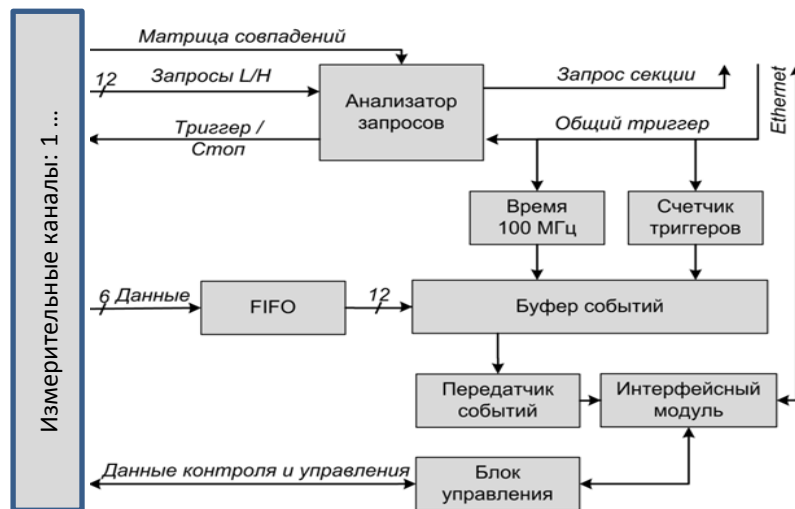 Измерительные каналы: 1 ...
Матрица совпадений
12
Запросы L/H
Триггер /
Стоп
Анализатор
запросов
Запрос секции
Общий триггер
Ethernet
Время
100 МГц
Счетчик
триггеров
6
Данные
FIFO
12
Буфер событий
Передатчик
событий
Интерфейсный
модуль
Данные контроля и управления
Блок
управления